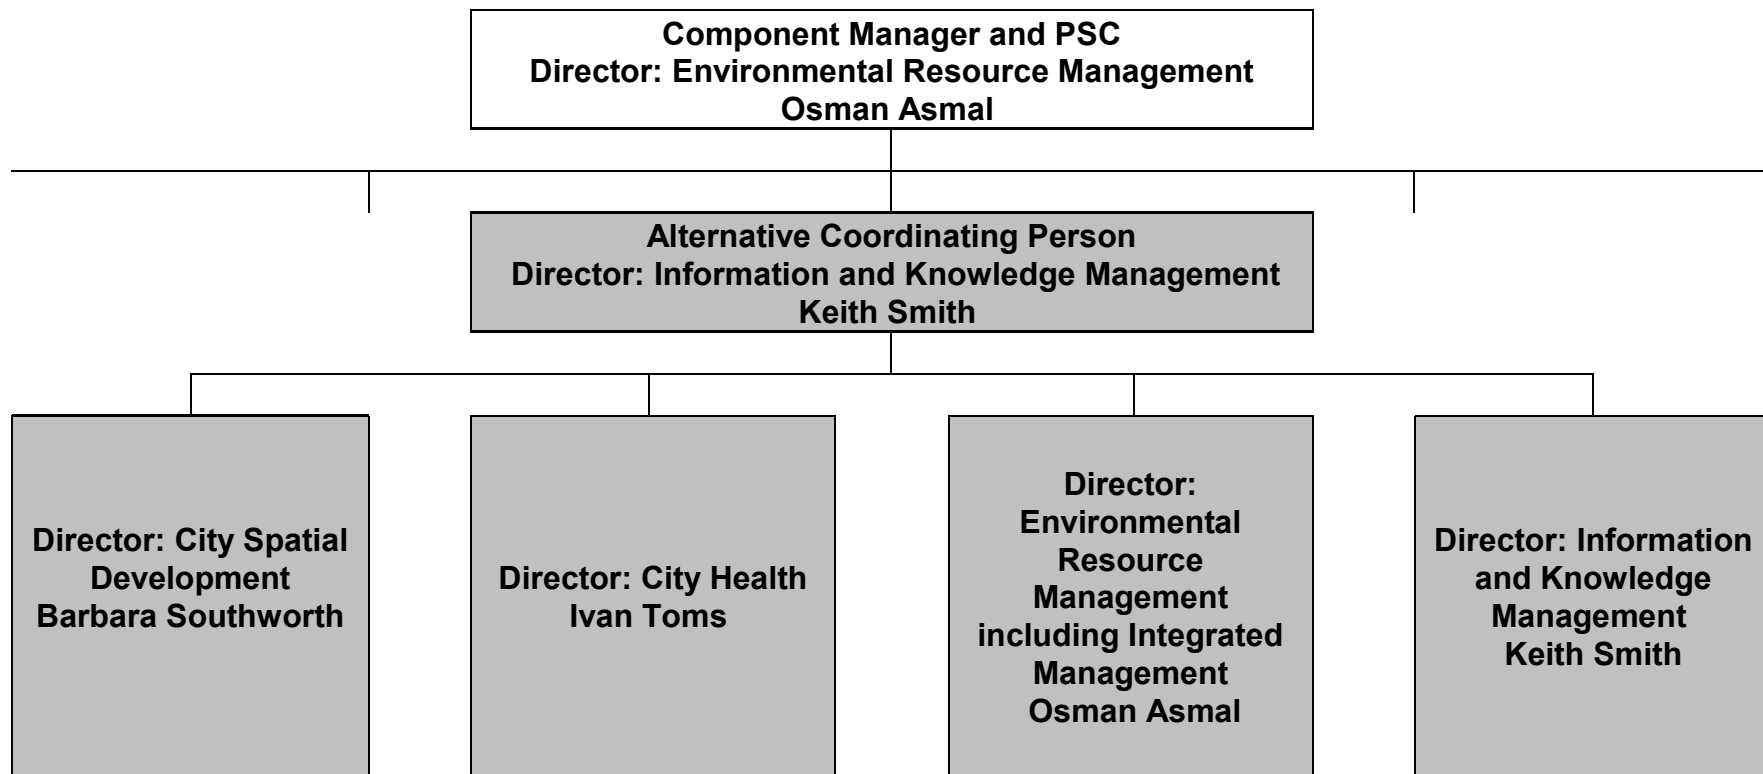 Component Manager and PSC
Director: Environmental Resource Management
Osman Asmal
Alternative Coordinating Person
Director: Information and Knowledge Management
Keith Smith
Director: City Spatial
Development
Barbara Southworth
Director: City Health
Ivan Toms
Director:
Environmental
Resource
Management
including Integrated
Management
Osman Asmal
Director: Information
and Knowledge
Management
Keith Smith